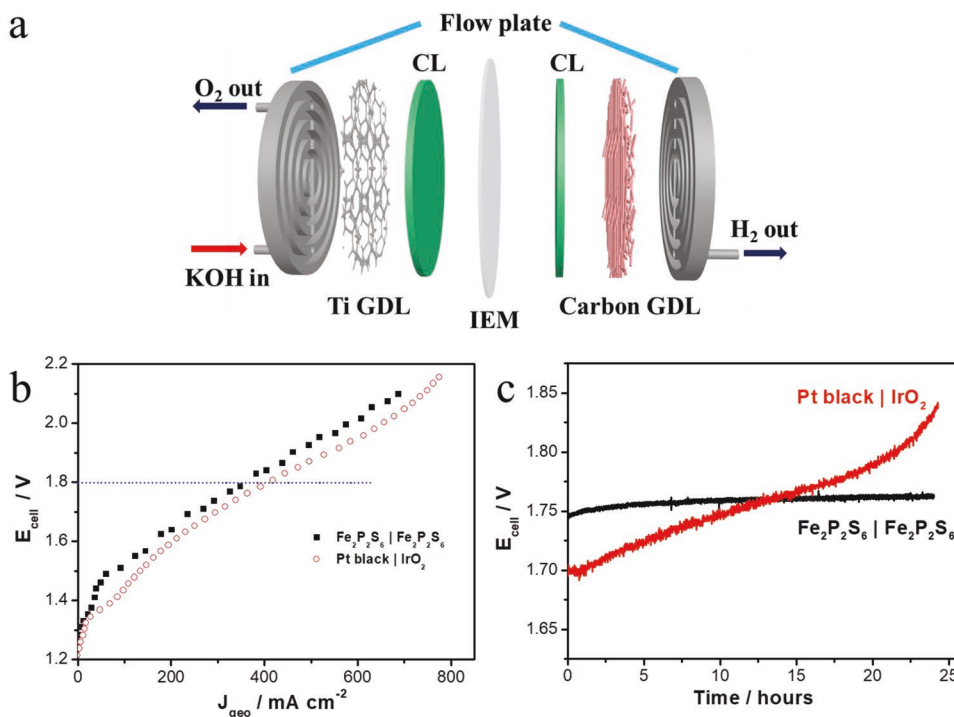 a
Flow plate
CL
CL
O₂ out
KOH in
H₂ out
Ti GDL
IEM
Carbon GDL
b
2.2
2.0
1.8
1.6
1.4
1.2
E_cell / V
Fe₂P₂S₆ | Fe₂P₂S₆
Pt black | IrO₂
0
200
400
600
800
J_geo / mA cm⁻²
c
1.85
1.80
1.75
1.70
1.65
E_cell / V
Pt black | IrO₂
Fe₂P₂S₆ | Fe₂P₂S₆
0
5
10
15
20
25
Time / hours